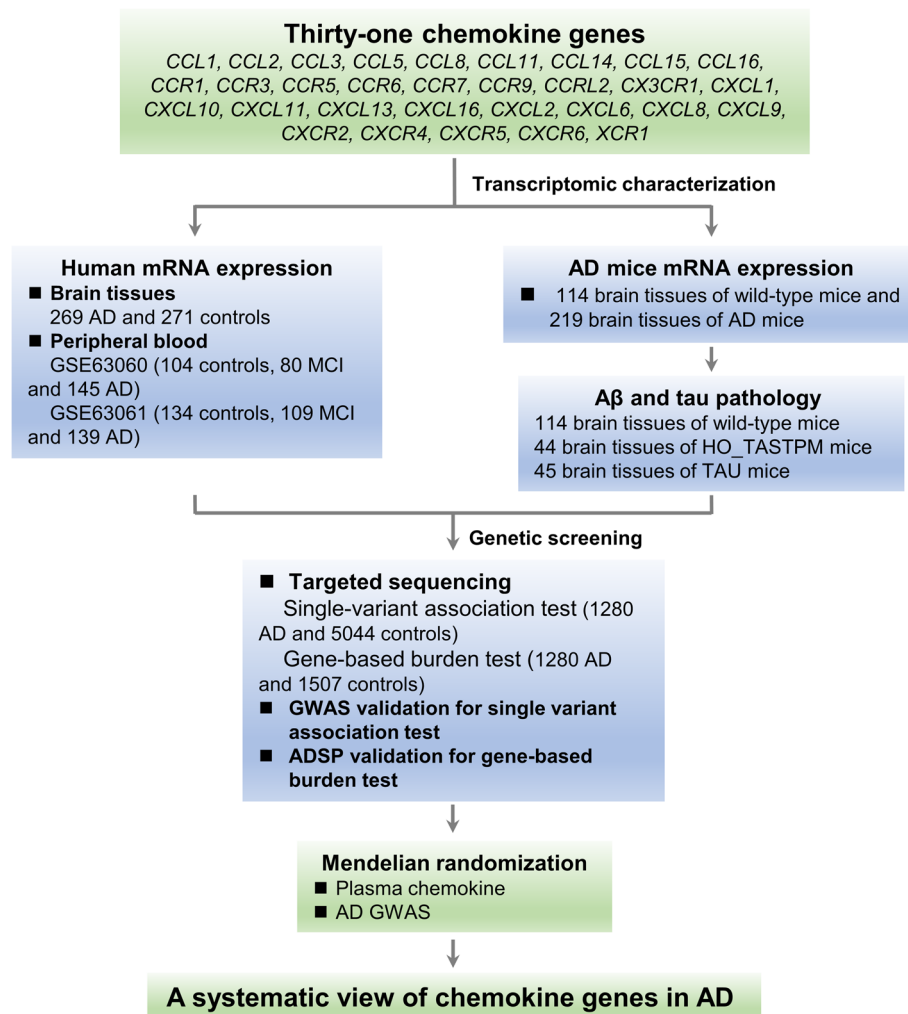 Thirty-one chemokine genes
CCL1, CCL2, CCL3, CCL5, CCL8, CCL11, CCL14, CCL15, CCL16,
CCR1, CCR3, CCR5, CCR6, CCR7, CCR9, CCRL2, CX3CR1, CXCL1,
CXCL10, CXCL11, CXCL13, CXCL16, CXCL2, CXCL6, CXCL8, CXCL9,
CXCR2, CXCR4, CXCR5, CXCR6, XCR1
Transcriptomic characterization
Human mRNA expression
■ Brain tissues
269 AD and 271 controls
■ Peripheral blood
GSE63060 (104 controls, 80 MCI
and 145 AD)
GSE63061 (134 controls, 109 MCI
and 139 AD)
AD mice mRNA expression
■ 114 brain tissues of wild-type mice and
219 brain tissues of AD mice
Aβ and tau pathology
114 brain tissues of wild-type mice
44 brain tissues of HO_TASTPM mice
45 brain tissues of TAU mice
Genetic screening
■ Targeted sequencing
Single-variant association test (1280
AD and 5044 controls)
Gene-based burden test (1280 AD
and 1507 controls)
■ GWAS validation for single variant
association test
■ ADSP validation for gene-based
burden test
Mendelian randomization
■ Plasma chemokine
■ AD GWAS
A systematic view of chemokine genes in AD